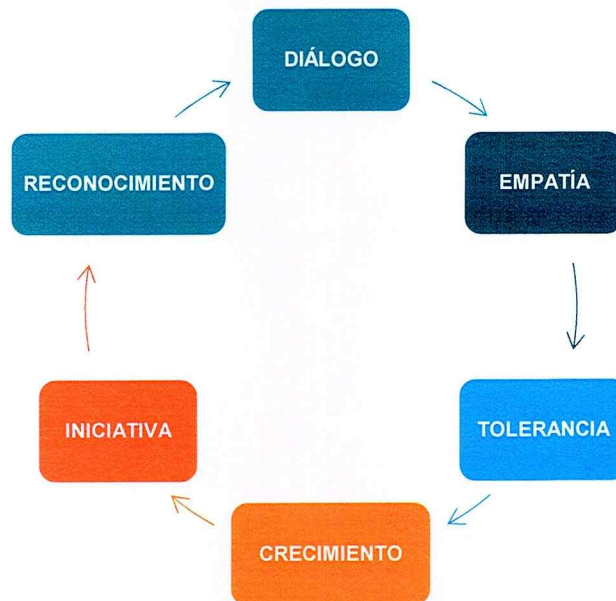 DIÁLOGO
EMPATÍA
TOLERANCIA
CRECIMIENTO
INICIATIVA
RECONOCIMIENTO